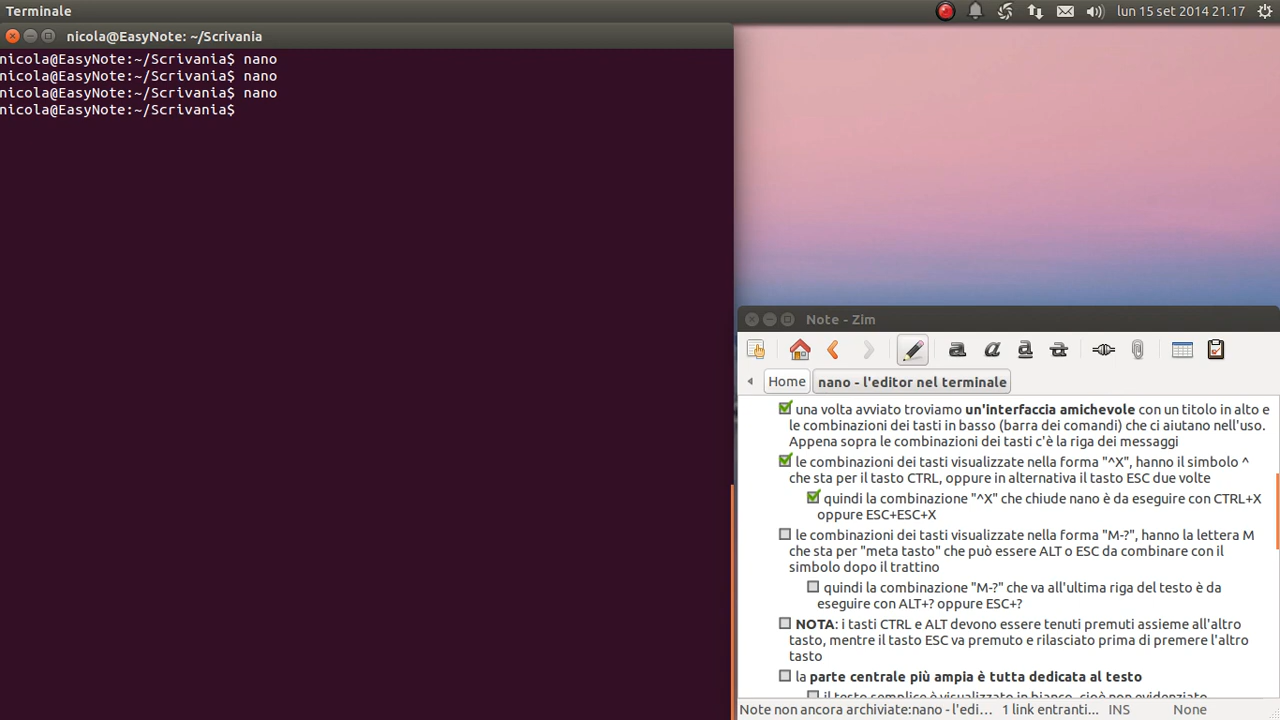 Terminale
lun 15 set 2014 21.17
nicola@EasyNote: ~/Scrivania
nicola@EasyNote:~/Scrivania$ nano
nicola@EasyNote:~/Scrivania$ nano
nicola@EasyNote:~/Scrivania$ nano
nicola@EasyNote:~/Scrivania$
Note - Zim
a a a a
Home
nano - l'editor nel terminale
una volta avviato troviamo un'interfaccia amichevole con un titolo in alto e
le combinazioni dei tasti in basso (barra dei comandi) che ci aiutano nell'uso.
Appena sopra le combinazioni dei tasti c'è la riga dei messaggi
le combinazioni dei tasti visualizzate nella forma "^X", hanno il simbolo ^
che sta per il tasto CTRL, oppure in alternativa il tasto ESC due volte
quindi la combinazione "^X" che chiude nano è da eseguire con CTRL+X
oppure ESC+ESC+X
le combinazioni dei tasti visualizzate nella forma "M-?", hanno la lettera M
che sta per "meta tasto" che può essere ALT o ESC da combinare con il
simbolo dopo il trattino
quindi la combinazione "M-?" che va all'ultima riga del testo è da
eseguire con ALT+? oppure ESC+?
NOTA: i tasti CTRL e ALT devono essere tenuti premuti assieme all'altro
tasto, mentre il tasto ESC va premuto e rilasciato prima di premere l'altro
tasto
la parte centrale più ampia è tutta dedicata al testo
il testo semplice è visualizzato in bianco, cioè non evidenziato
Note non ancora archiviate:nano - l'edi...
1 link entranti...
INS
None